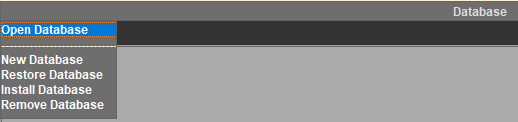 Database
Open Database
New Database
Restore Database
Install Database
Remove Database